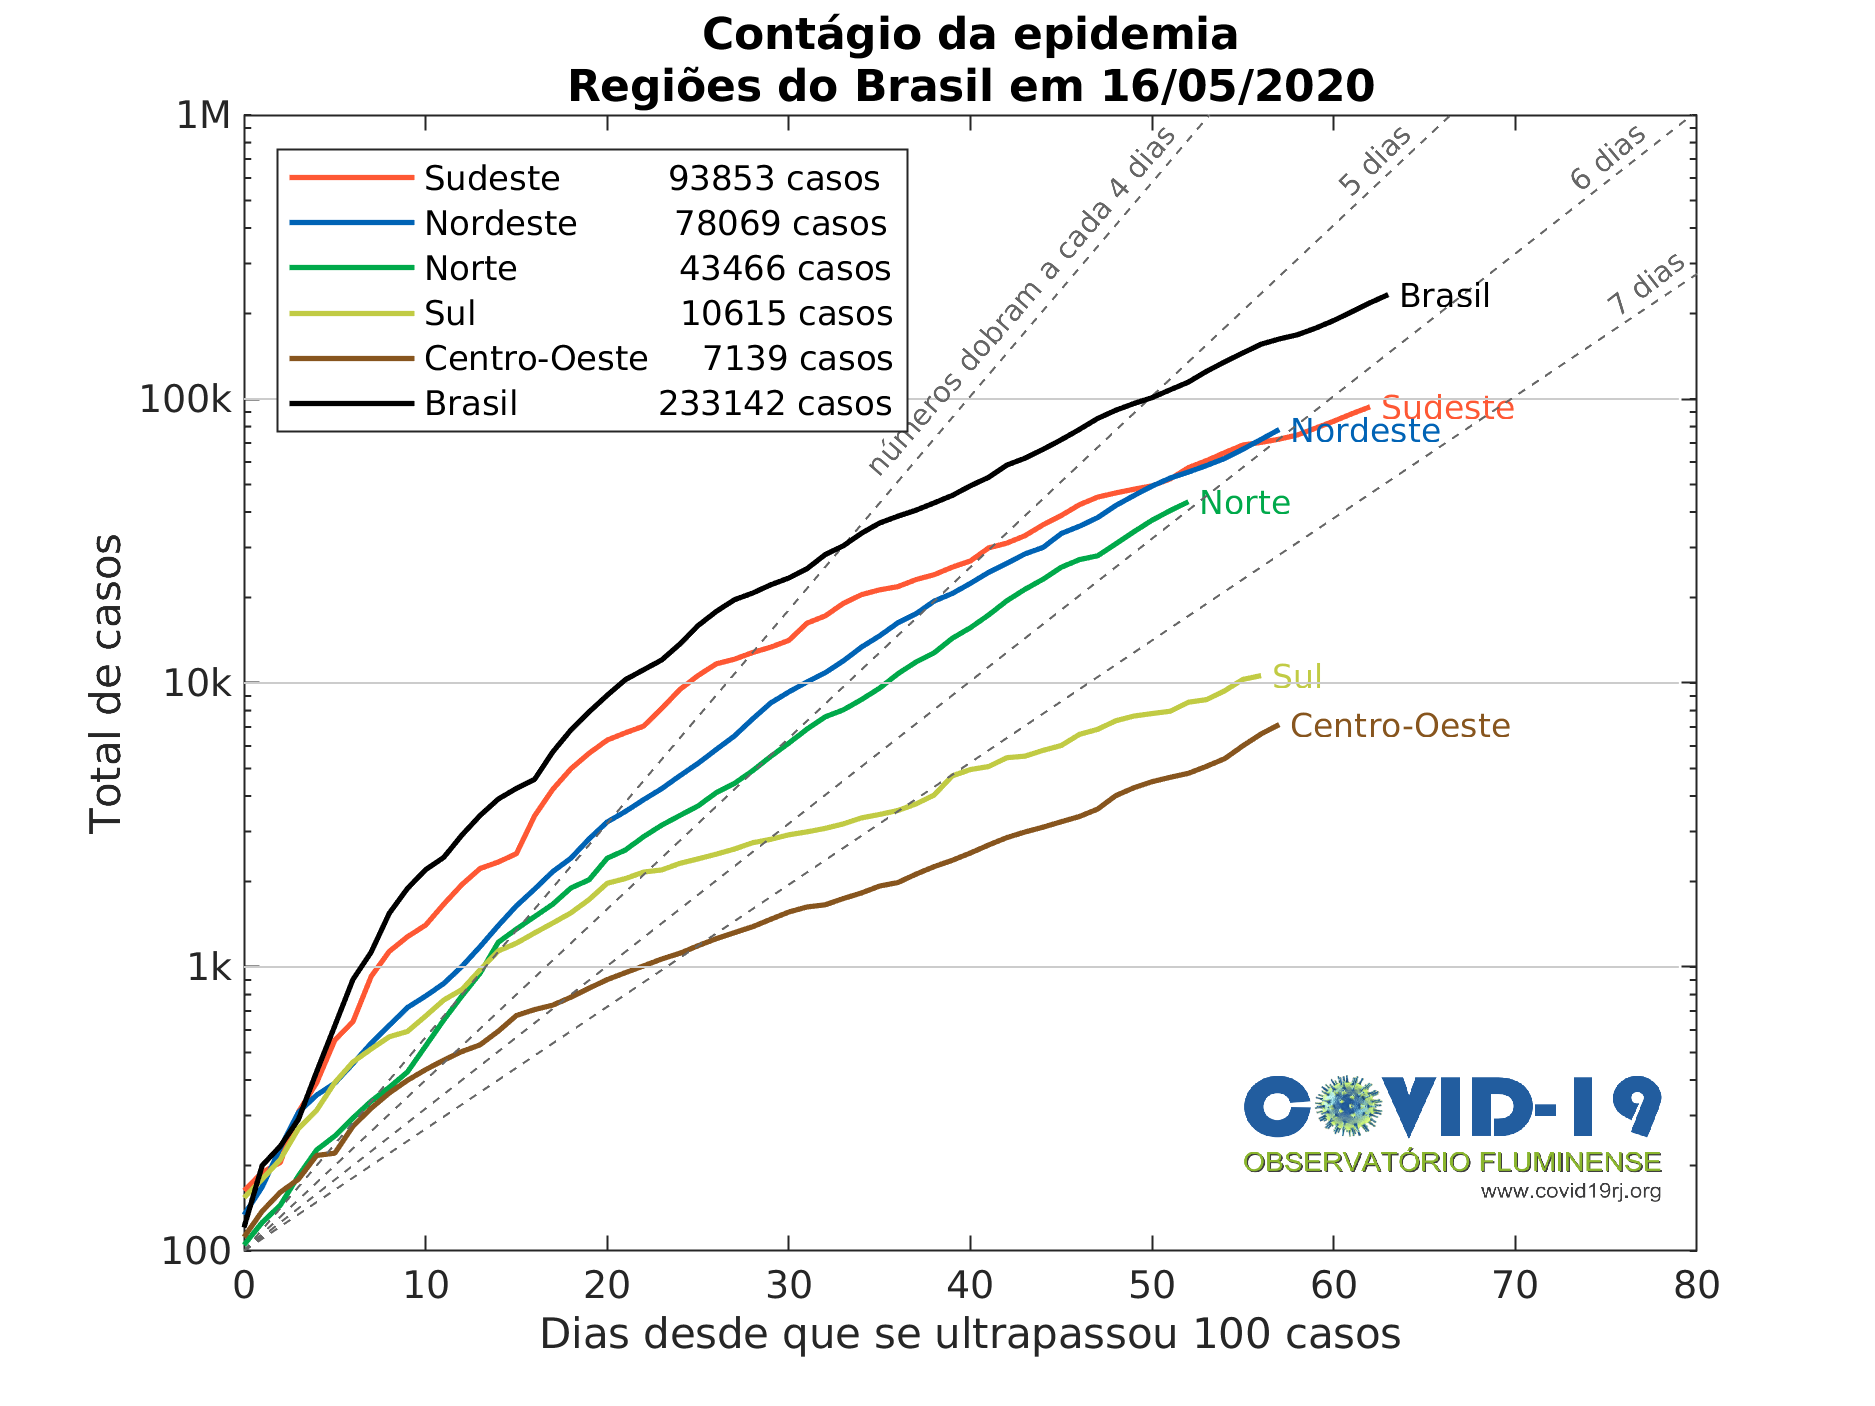 Contágio da epidemia
Regiões do Brasil em 16/05/2020
1M
100k
10k
1k
100
Total de casos
Sudeste 93853 casos
Nordeste 78069 casos
Norte 43466 casos
Sul 10615 casos
Centro-Oeste 7139 casos
Brasil 233142 casos
números dobram a cada 4 dias
5 dias
6 dias
7 dias
Brasil
Sudeste
Nordeste
Norte
Sul
Centro-Oeste
COVID-19
OBSERVATÓRIO FLUMINENSE
www.covid19rj.org
0 10 20 30 40 50 60 70 80
Dias desde que se ultrapassou 100 casos